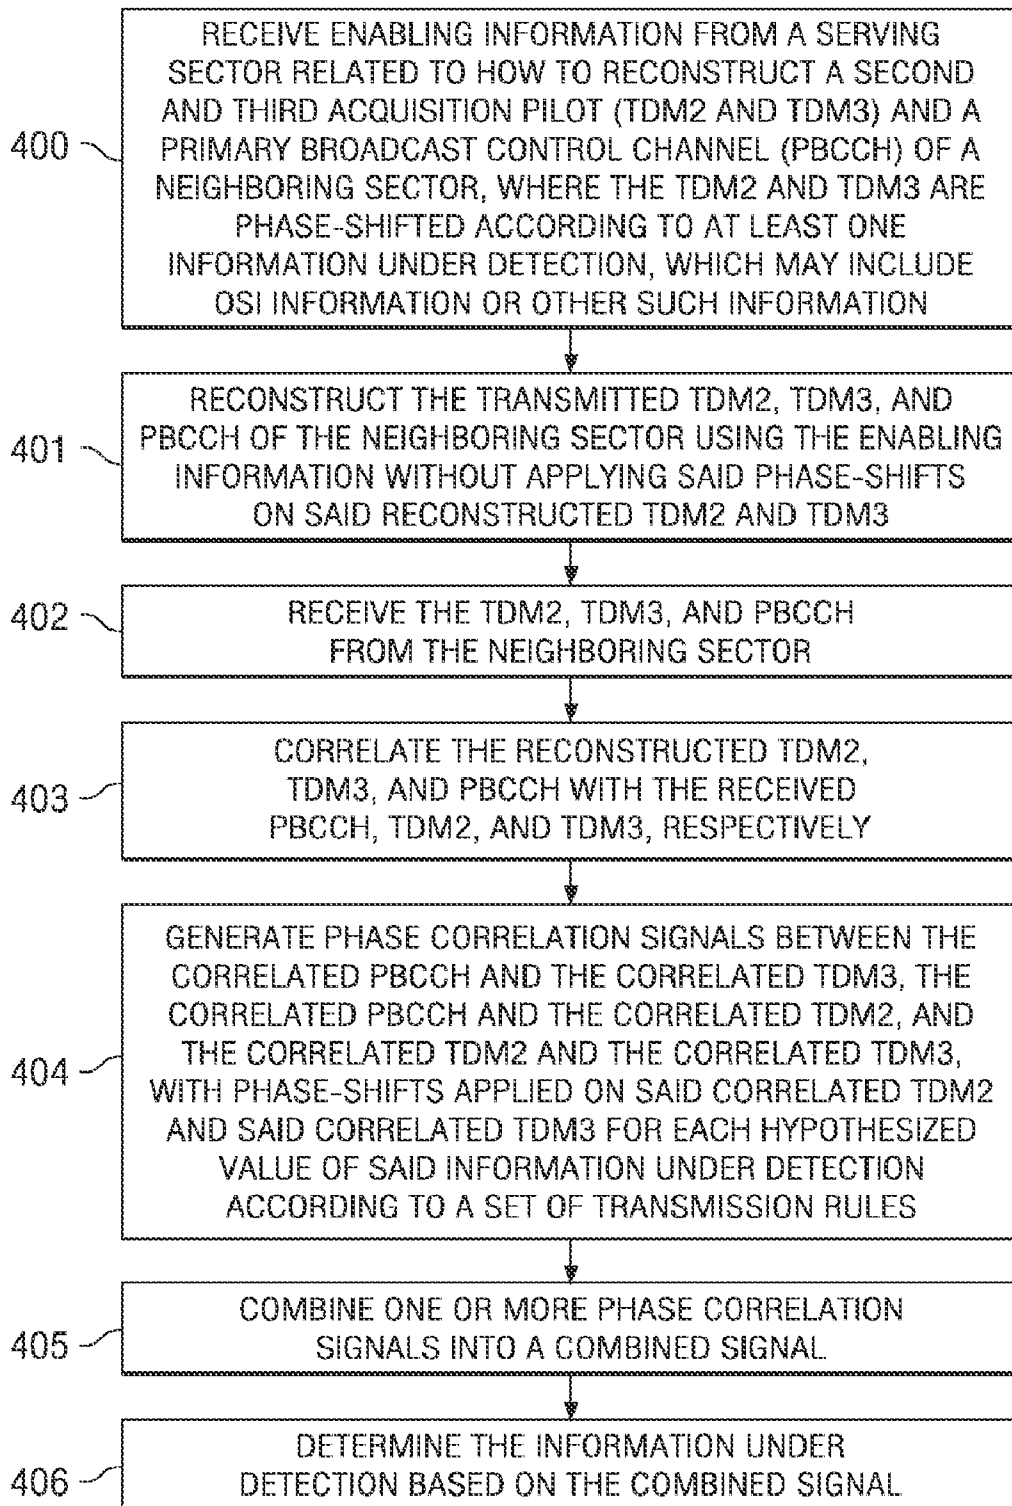 400
RECEIVE ENABLING INFORMATION FROM A SERVING
SECTOR RELATED TO HOW TO RECONSTRUCT A SECOND
AND THIRD ACQUISITION PILOT (TDM2 AND TDM3) AND A
PRIMARY BROADCAST CONTROL CHANNEL (PBCCH) OF A
NEIGHBORING SECTOR, WHERE THE TDM2 AND TDM3 ARE
PHASE-SHIFTED ACCORDING TO AT LEAST ONE
INFORMATION UNDER DETECTION, WHICH MAY INCLUDE
OSI INFORMATION OR OTHER SUCH INFORMATION
401
RECONSTRUCT THE TRANSMITTED TDM2, TDM3, AND
PBCCH OF THE NEIGHBORING SECTOR USING THE ENABLING
INFORMATION WITHOUT APPLYING SAID PHASE-SHIFTS
ON SAID RECONSTRUCTED TDM2 AND TDM3
402
RECEIVE THE TDM2, TDM3, AND PBCCH
FROM THE NEIGHBORING SECTOR
403
CORRELATE THE RECONSTRUCTED TDM2,
TDM3, AND PBCCH WITH THE RECEIVED
PBCCH, TDM2, AND TDM3, RESPECTIVELY
404
GENERATE PHASE CORRELATION SIGNALS BETWEEN THE
CORRELATED PBCCH AND THE CORRELATED TDM3, THE
CORRELATED PBCCH AND THE CORRELATED TDM2, AND
THE CORRELATED TDM2 AND THE CORRELATED TDM3,
WITH PHASE-SHIFTS APPLIED ON SAID CORRELATED TDM2
AND SAID CORRELATED TDM3 FOR EACH HYPOTHESIZED
VALUE OF SAID INFORMATION UNDER DETECTION
ACCORDING TO A SET OF TRANSMISSION RULES
405
COMBINE ONE OR MORE PHASE CORRELATION
SIGNALS INTO A COMBINED SIGNAL
406
DETERMINE THE INFORMATION UNDER
DETECTION BASED ON THE COMBINED SIGNAL